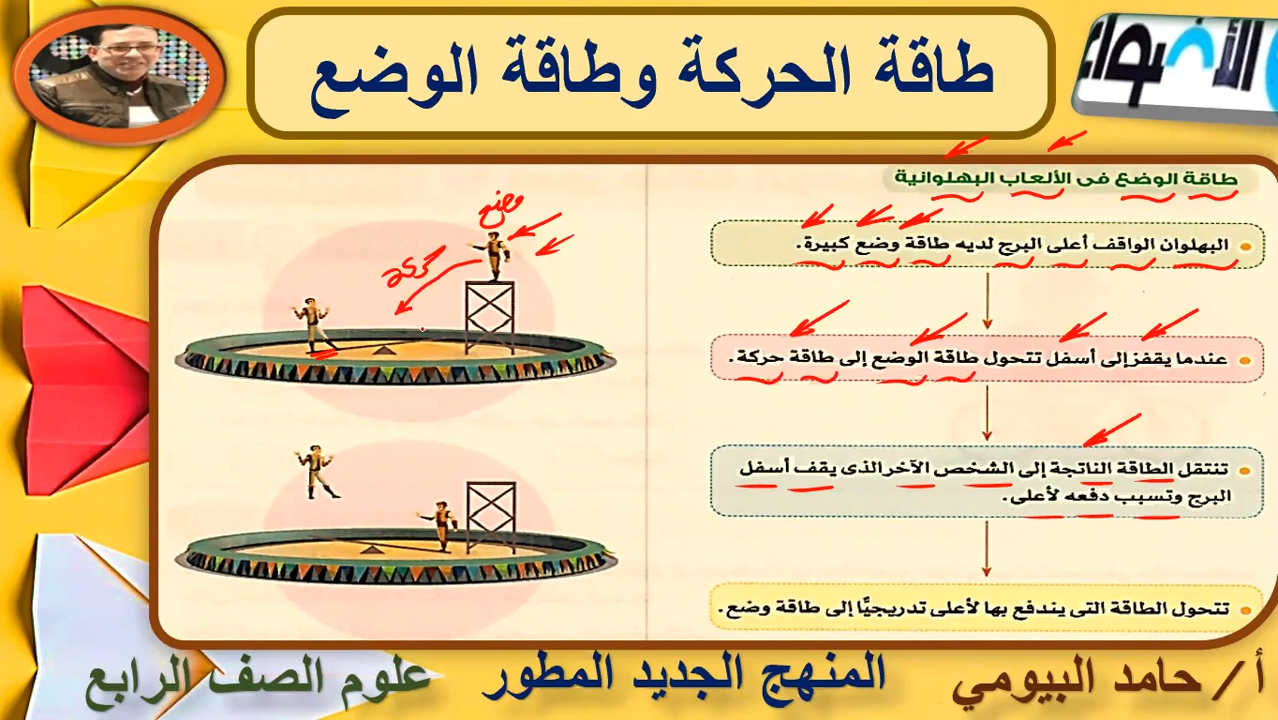 طاقة الحركة وطاقة الوضع
الأضواء
طاقة الوضع فى الألعاب البهلوانية
البهلوان الواقف أعلى البرج لديه طاقة وضع كبيرة.
عندما يقفز إلى أسفل تتحول طاقة الوضع إلى طاقة حركة.
تنتقل الطاقة الناتجة إلى الشخص الآخر الذى يقف أسفل
البرج وتسبب دفعه لأعلى.
تتحول الطاقة التى يندفع بها لأعلى تدريجيًّا إلى طاقة وضع.
وضع
حركة
أ/ حامد البيومي
المنهج الجديد المطور
علوم الصف الرابع